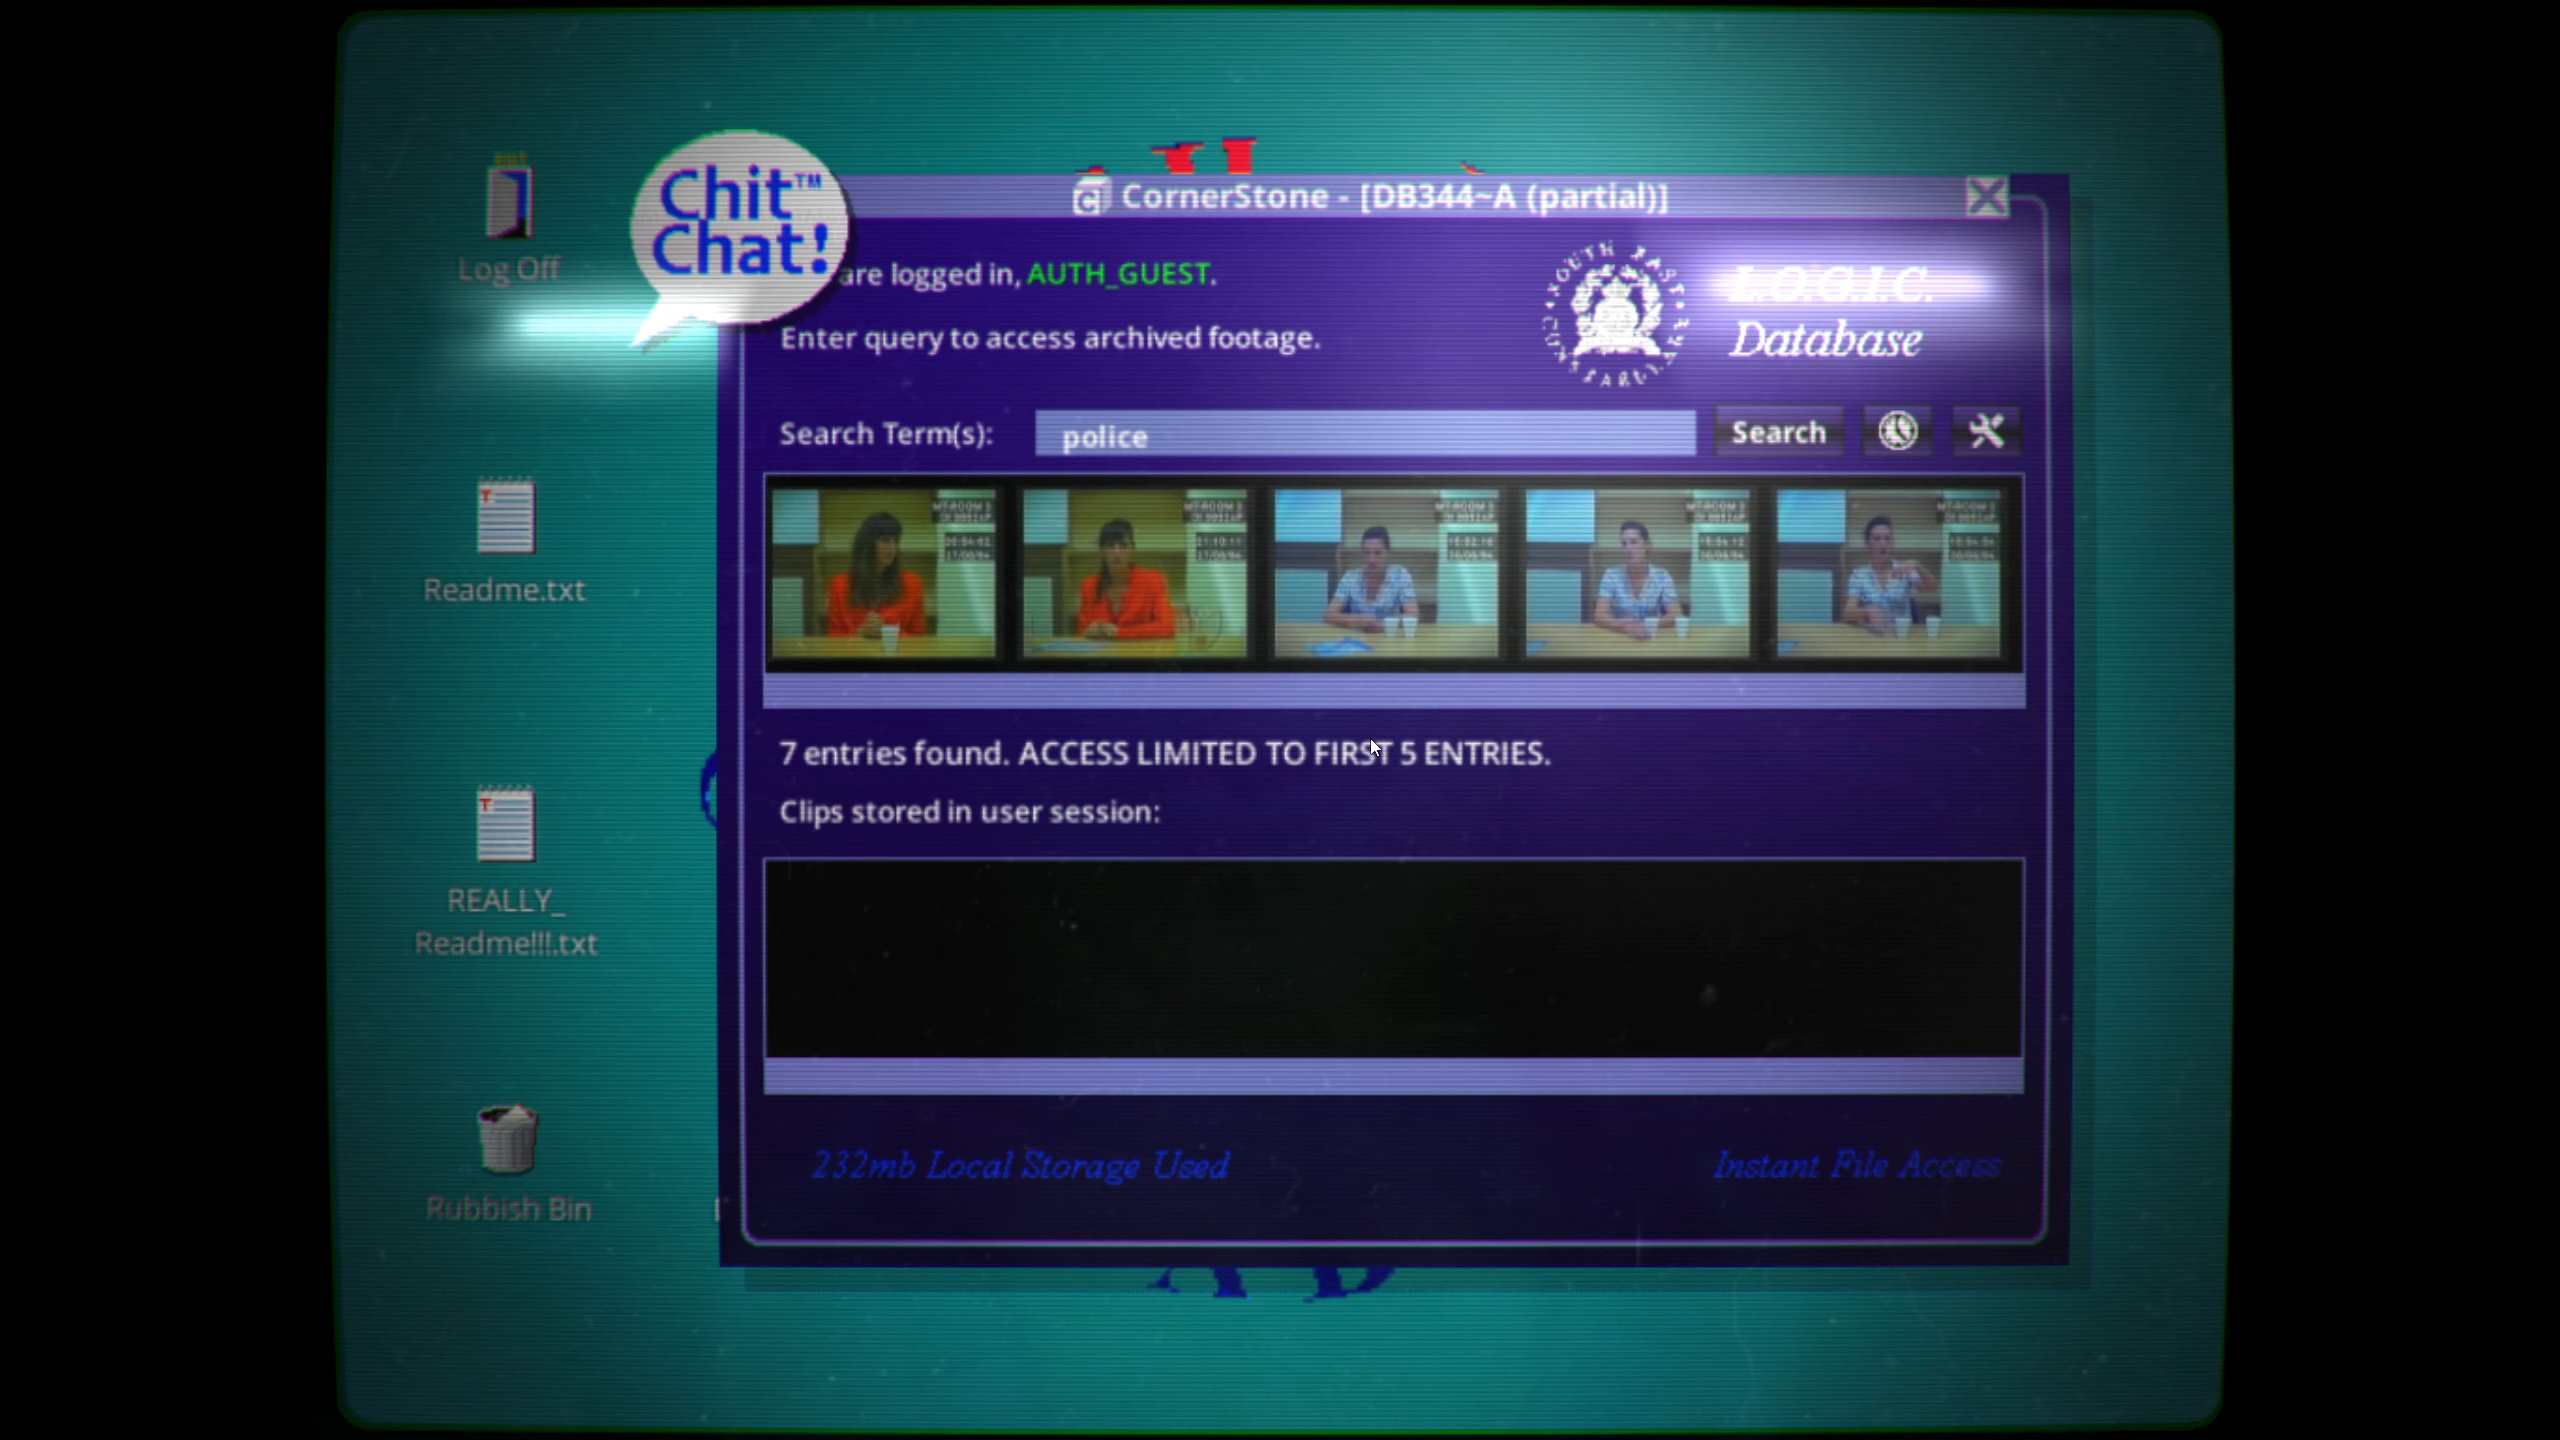 Chit™
Chat!
Log Off
CornerStone - [DB344~A (partial)]
are logged in, AUTH_GUEST.
L.O.G.I.C.
Database
Enter query to access archived footage.
Search Term(s):
police
Search
Readme.txt
7 entries found. ACCESS LIMITED TO FIRST 5 ENTRIES.
Clips stored in user session:
REALLY_
Readme!!!.txt
232mb Local Storage Used
Instant File Access
Rubbish Bin